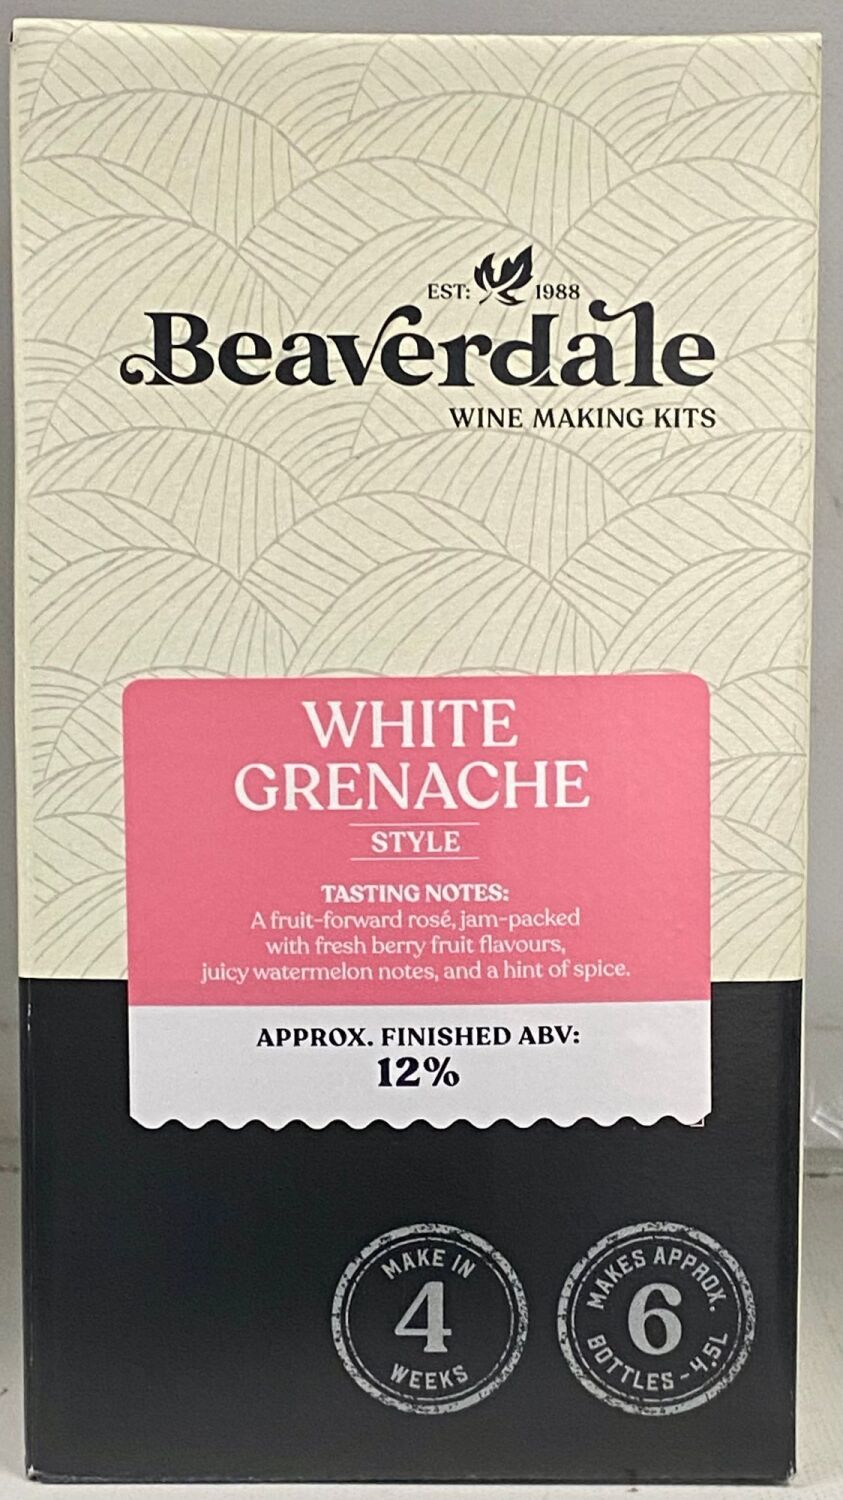 EST: 1988
Beaverdale
WINE MAKING KITS
WHITE
GRENACHE
STYLE
TASTING NOTES:
A fruit-forward rosé, jam-packed
with fresh berry fruit flavours,
juicy watermelon notes, and a hint of spice.
APPROX. FINISHED ABV:
12%
MAKE IN
4
WEEKS
MAKES APPROX.
6
BOTTLES - 4.5L